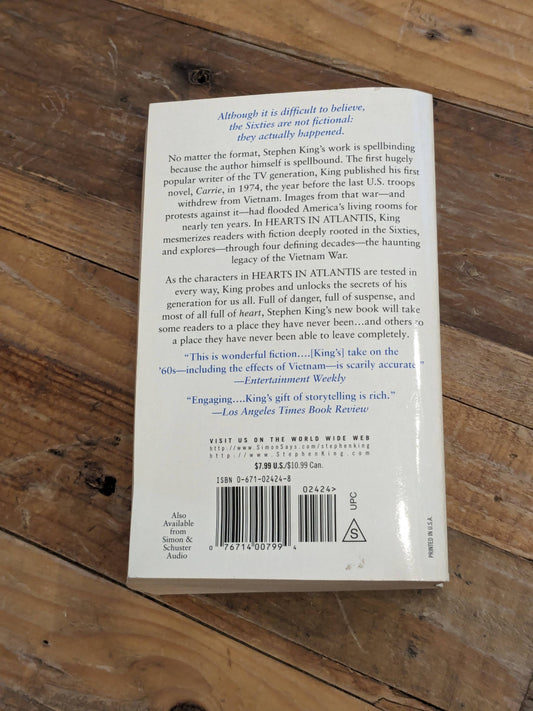 Although it is difficult to believe,
the Sixties are not fictional:
they actually happened.
No matter the format, Stephen King's work is spellbinding
because the author himself is spellbound. The first hugely
popular writer of the TV generation, King published his first
novel, Carrie, in 1974, the year before the last U.S. troops
withdrew from Vietnam. Images from that war—and
protests against it—had flooded America's living rooms for
nearly ten years. In HEARTS IN ATLANTIS, King
mesmerizes readers with fiction deeply rooted in the Sixties,
and explores—through four defining decades—the haunting
legacy of the Vietnam War.
As the characters in HEARTS IN ATLANTIS are tested in
every way, King probes and unlocks the secrets of his
generation for us all. Full of danger, full of suspense, and
most of all full of heart, Stephen King's new book will take
some readers to a place they have never been...and others to
a place they have never been able to leave completely.
"This is wonderful fiction....[King's] take on the
'60s—including the effects of Vietnam—is scarily accurate."
—Entertainment Weekly
"Engaging....King's gift of storytelling is rich."
—Los Angeles Times Book Review
VISIT US ON THE WORLD WIDE WEB
http://www.SimonSays.com/stephenking
http://www.StephenKing.com
$7.99 U.S./$10.99 Can.
ISBN 0-671-02424-8
02424>
UPC
S
Also
Available
from
Simon &
Schuster
Audio
0 76714 00799 4
PRINTED IN U.S.A.